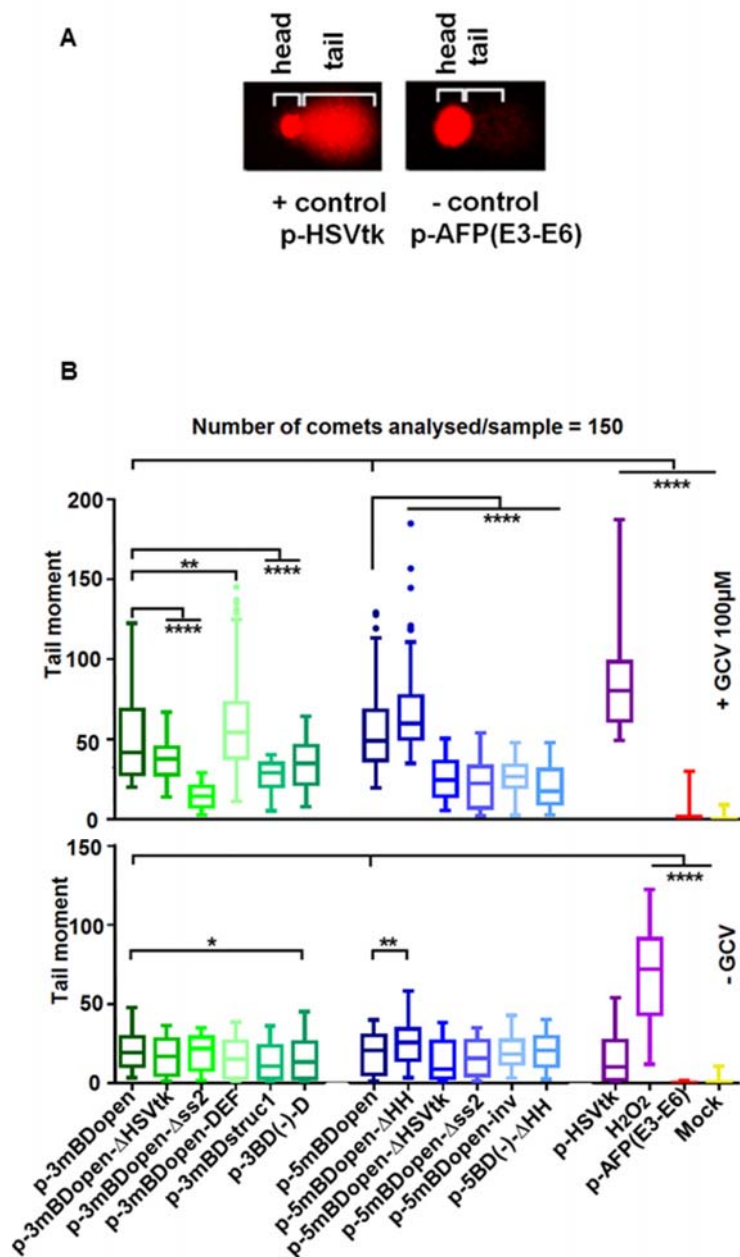 A
head
tail
head
tail
+ control
p-HSVtk
- control
p-AFP(E3-E6)
B
Number of comets analysed/sample = 150
****
200
****
**
****
150
****
100
50
0
Tail moment
+ GCV 100µM
150
****
100
*
**
50
0
Tail moment
- GCV
p-3mBDopen
p-3mBDopen-ΔHSVtk
p-3mBDopen-Δss2
p-3mBDopen-DEF
p-3mBDstruc1
p-3BD(-)-D
p-5mBDopen
p-5mBDopen-ΔHH
p-5mBDopen-ΔHSVtk
p-5mBDopen-Δss2
p-5mBDopen-inv
p-5BD(-)-ΔHH
p-HSVtk
H2O2
p-AFP(E3-E6)
Mock